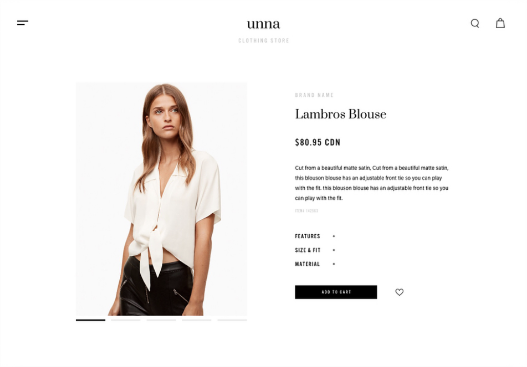 unna
CLOTHING STORE
BRAND NAME
Lambros Blouse
$80.95 CDN
Cut from a beautiful matte satin, Cut from a beautiful matte satin,
this blouson blouse has an adjustable front tie so you can play
with the fit. this blouson blouse has an adjustable front tie so you
can play with the fit.
FEATURES +
SIZE & FIT +
MATERIAL +
ADD TO CART